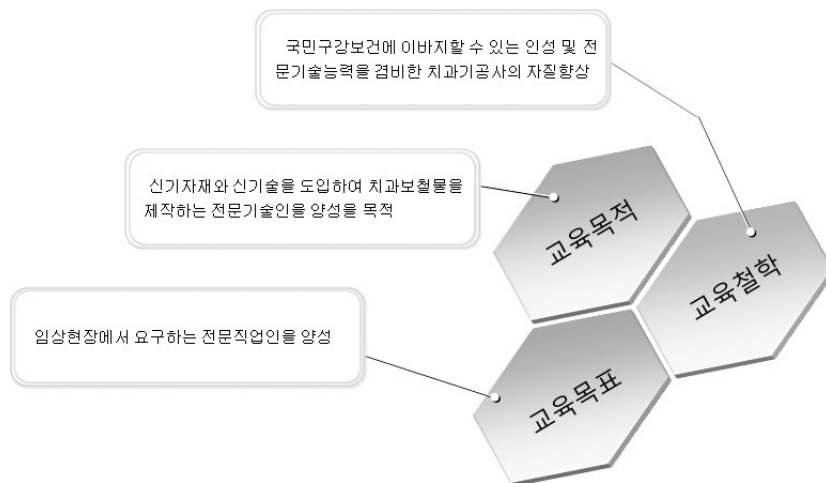 국민구강보건에 이바지할 수 있는 인성 및 전
문기술능력을 겸비한 치과기공사의 자질향상
신기자재와 신기술을 도입하여 치과보철물을
제작하는 전문기술인을 양성을 목적
교육목적
교육철학
임상현장에서 요구하는 전문직업인을 양성
교육목표